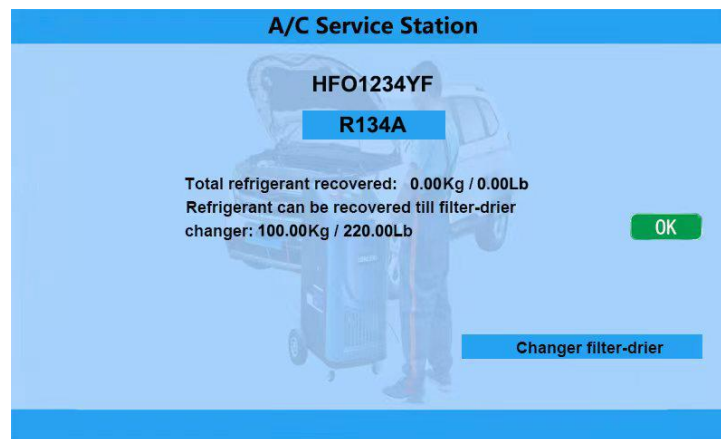 A/C Service Station
HFO1234YF
R134A
Total refrigerant recovered: 0.00Kg / 0.00Lb
Refrigerant can be recovered till filter-drier
changer: 100.00Kg / 220.00Lb
OK
Changer filter-drier